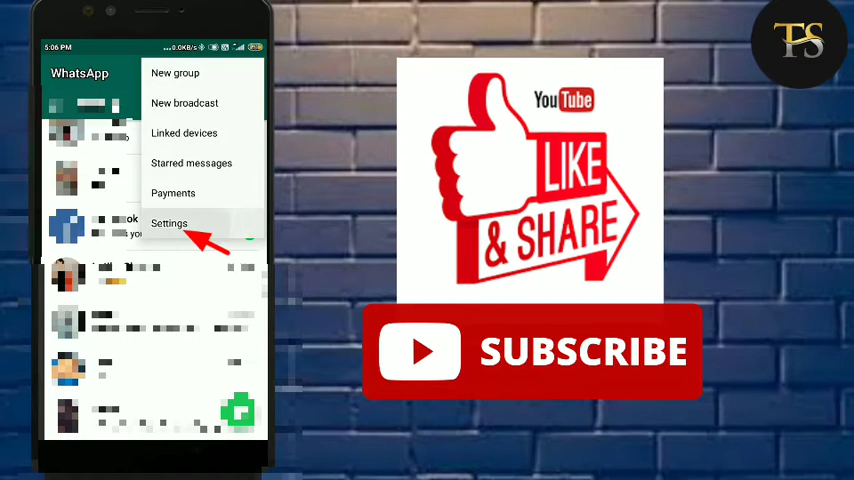 5:06 PM
...0.0KB/s
WhatsApp
New group
New broadcast
Linked devices
Starred messages
Payments
Settings
YouTube
LIKE
& SHARE
SUBSCRIBE
TS